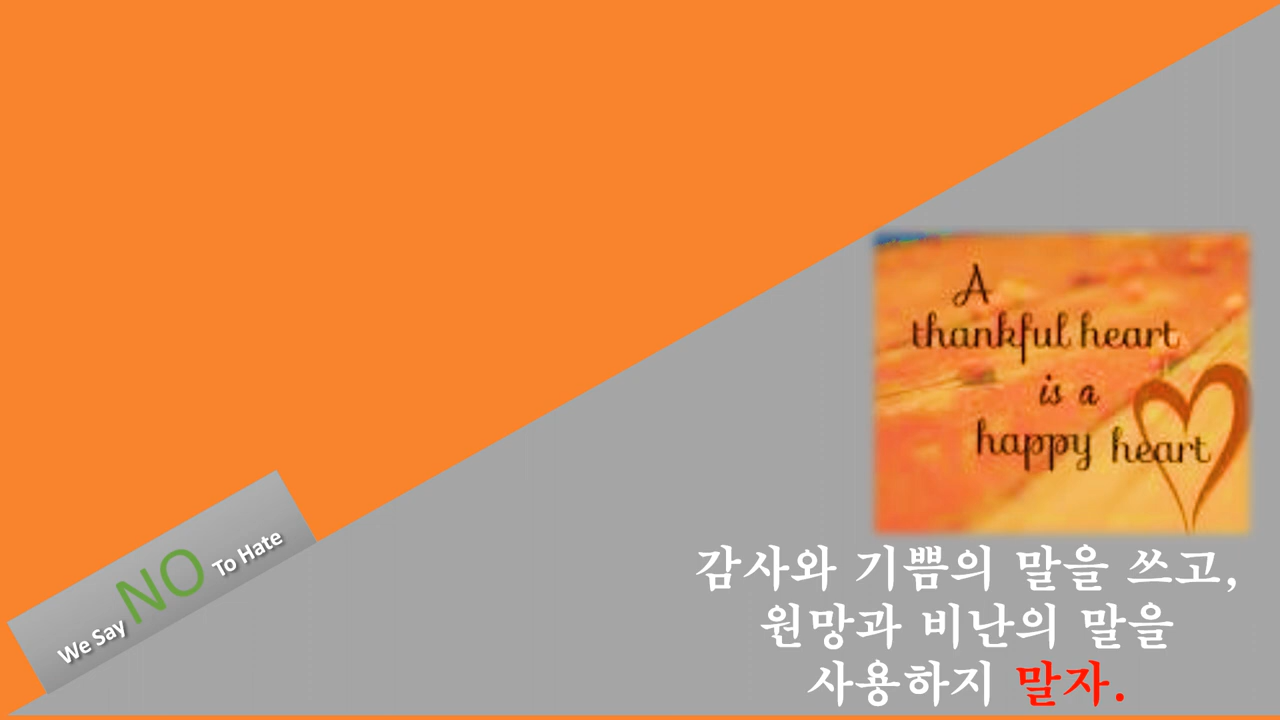 A
thankful heart
is a
happy heart
We Say NO To Hate
감사와 기쁨의 말을 쓰고,
원망과 비난의 말을
사용하지 말자.